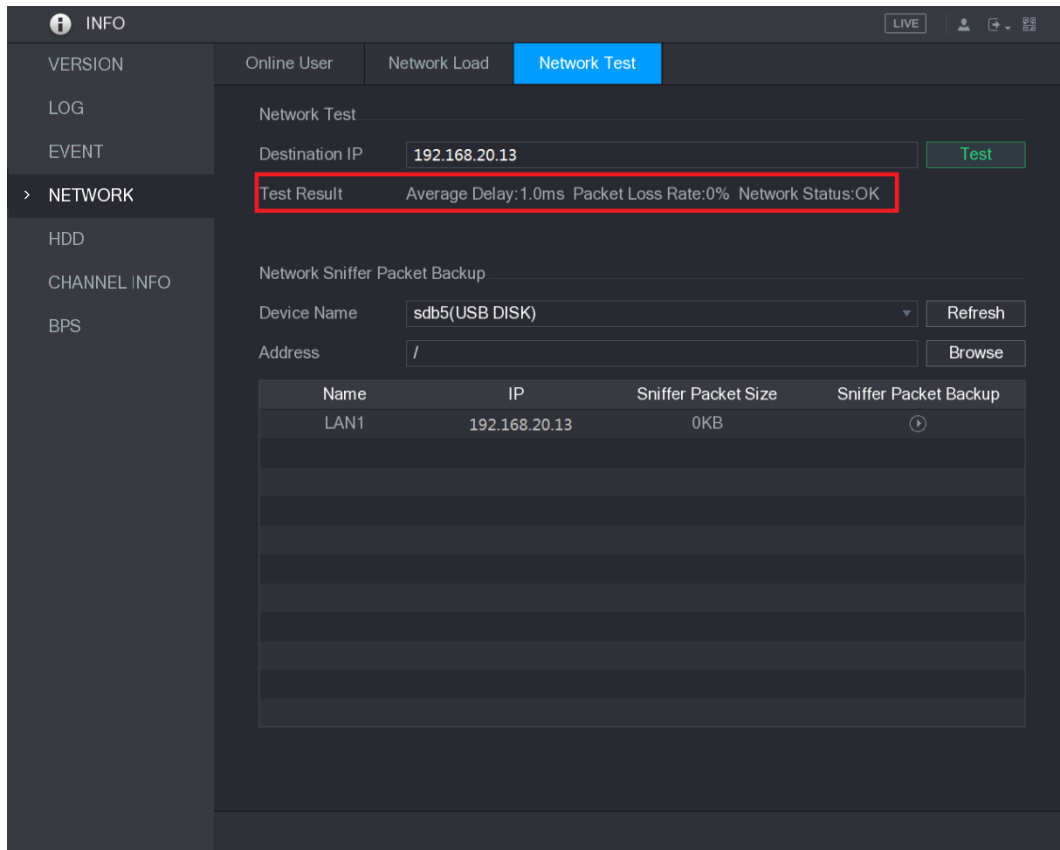 INFO
LIVE
VERSION
LOG
EVENT
> NETWORK
HDD
CHANNEL INFO
BPS
Online User Network Load Network Test
Network Test
Destination IP 192.168.20.13 Test
Test Result Average Delay:1.0ms Packet Loss Rate:0% Network Status:OK
Network Sniffer Packet Backup
Device Name sdb5(USB DISK) Refresh
Address / Browse
Name IP Sniffer Packet Size Sniffer Packet Backup
LAN1 192.168.20.13 0KB